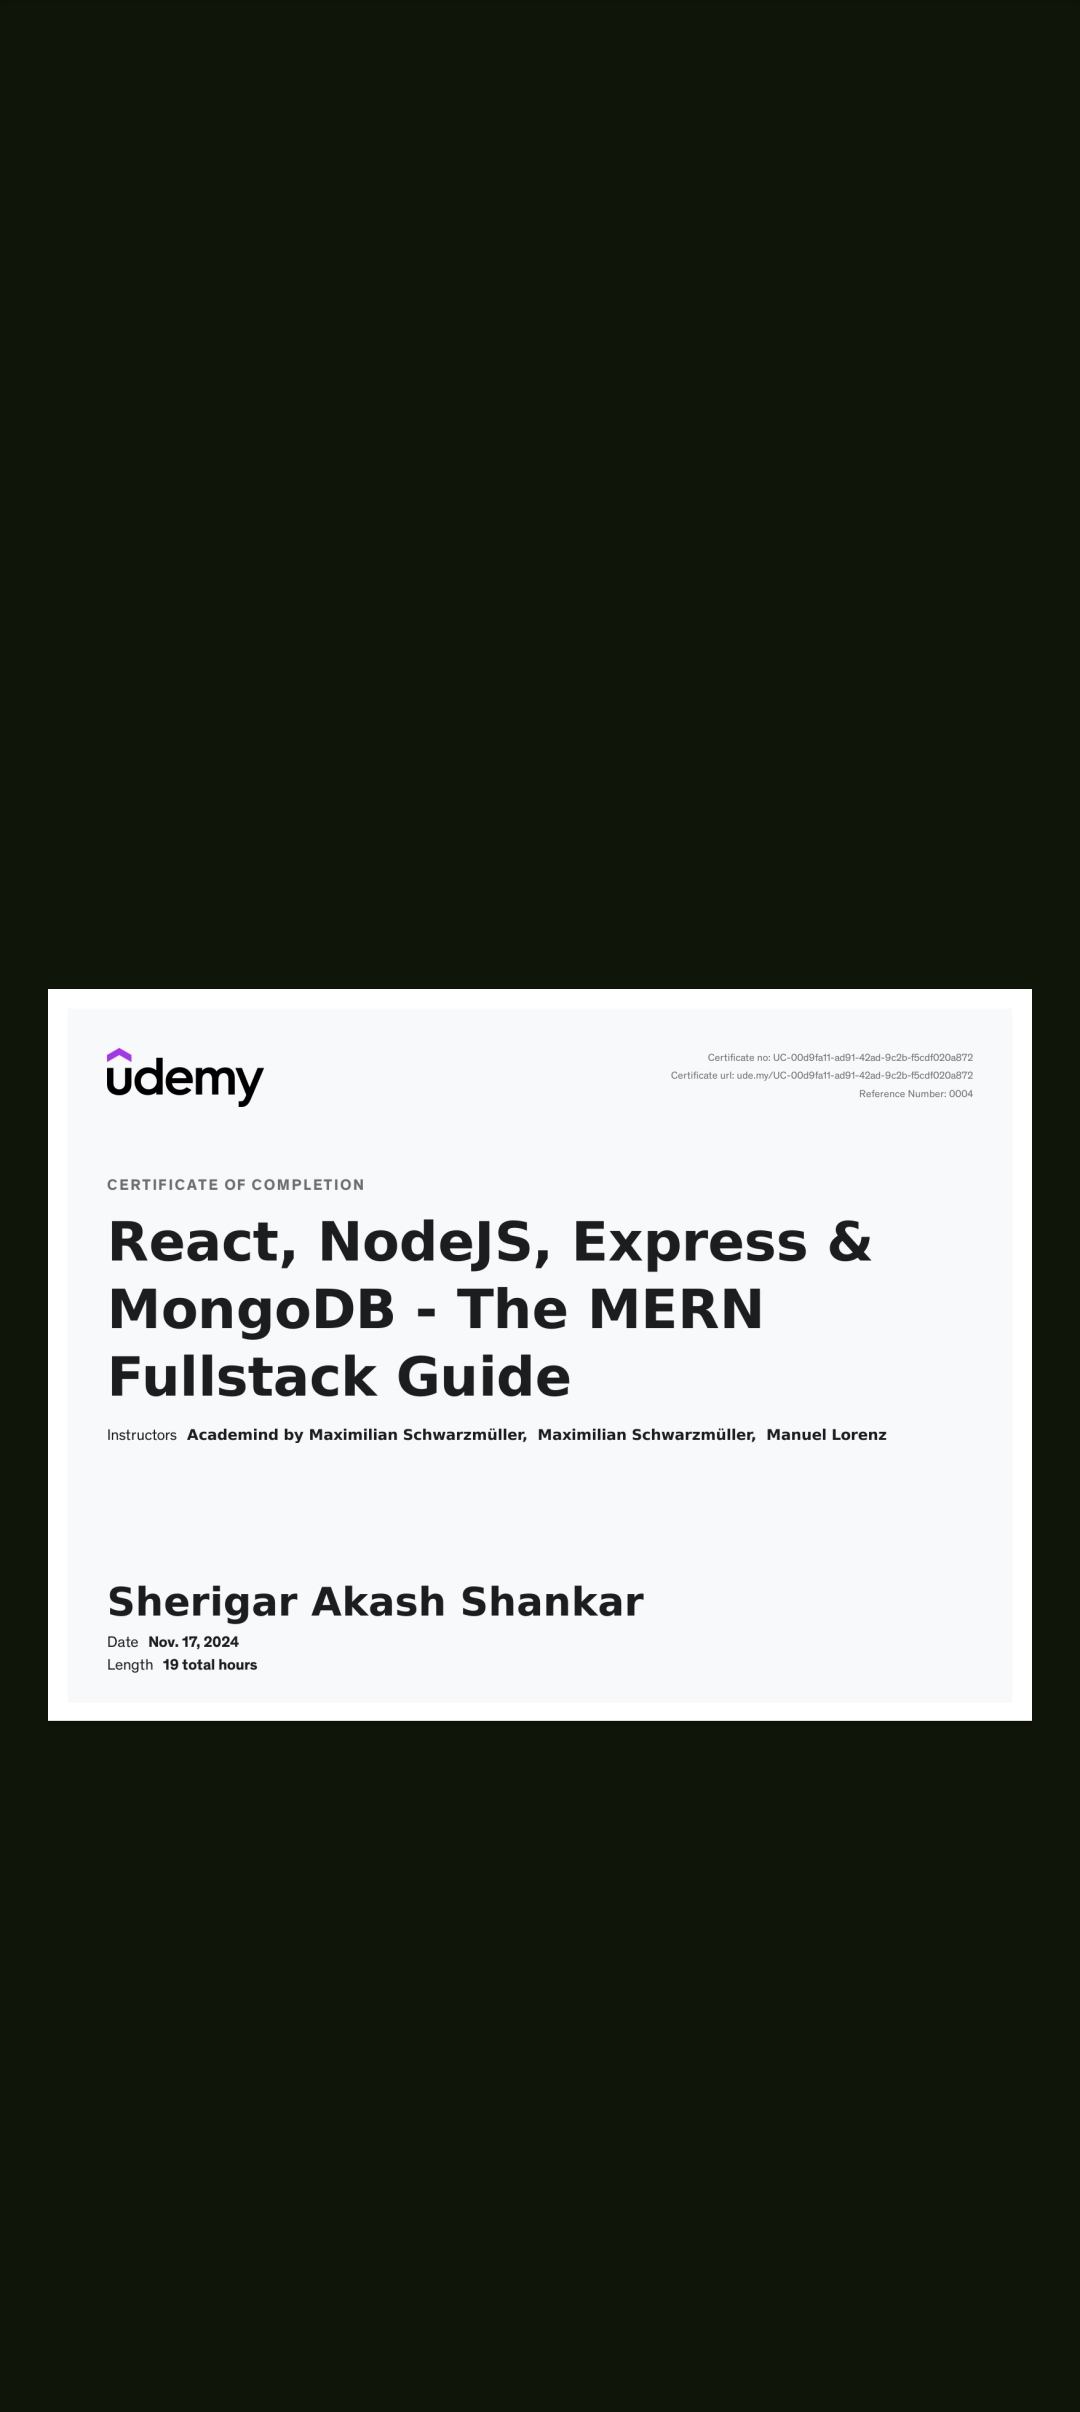 udemy
Certificate no: UC-00d9fa11-ad91-42ad-9c2b-f5cdf020a872
Certificate url: ude.my/UC-00d9fa11-ad91-42ad-9c2b-f5cdf020a872
Reference Number: 0004
CERTIFICATE OF COMPLETION
React, NodeJS, Express &
MongoDB - The MERN
Fullstack Guide
Instructors Academind by Maximilian Schwarzmüller, Maximilian Schwarzmüller, Manuel Lorenz
Sherigar Akash Shankar
Date Nov. 17, 2024
Length 19 total hours